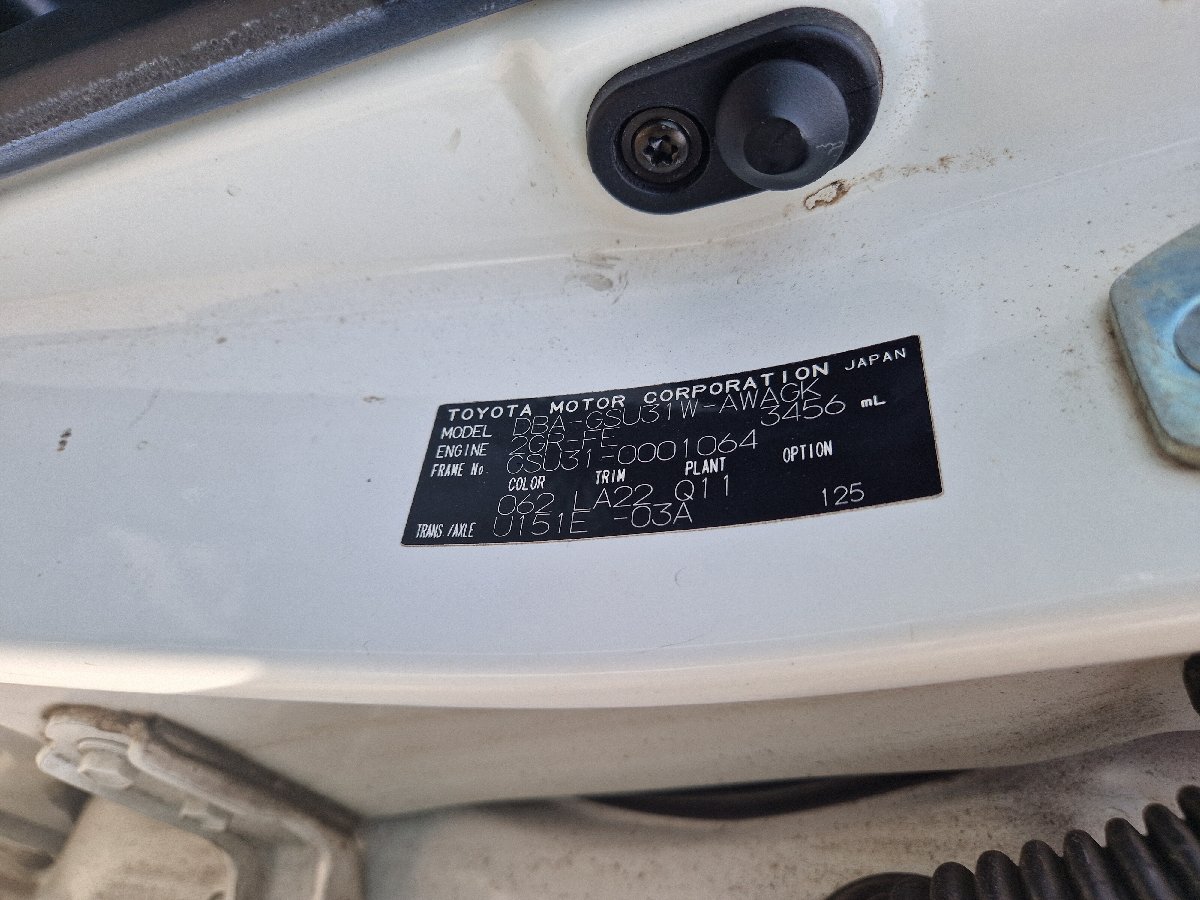 TOYOTA MOTOR CORPORATION JAPAN
MODEL DBA-GSU31W-AWAGK
ENGINE 2GR-FE 3456 mL
FRAME No. GSU31-0001064
COLOR TRIM PLANT OPTION
062 LA22 Q11 125
TRANS/AXLE U151E -03A